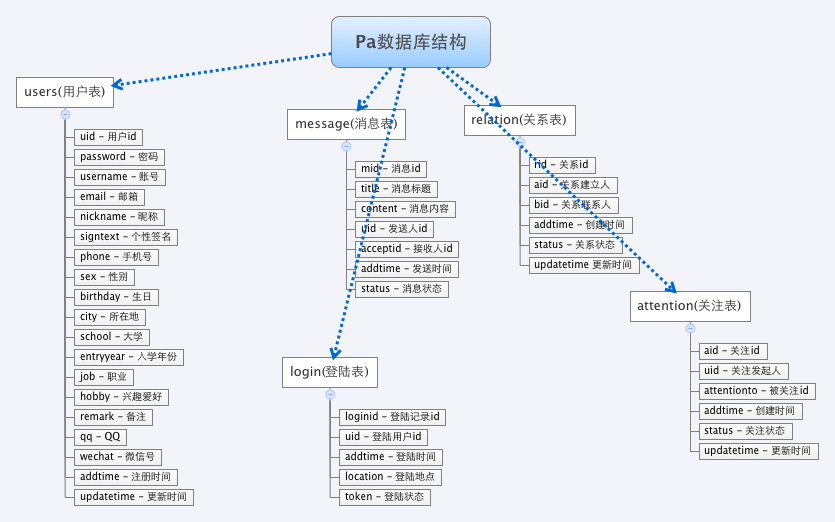 Pa数据库结构
users(用户表)
uid - 用户id
password - 密码
username - 账号
email - 邮箱
nickname - 昵称
signtext - 个性签名
phone - 手机号
sex - 性别
birthday - 生日
city - 所在地
school - 大学
entryyear - 入学年份
job - 职业
hobby - 兴趣爱好
remark - 备注
qq - QQ
wechat - 微信号
addtime - 注册时间
updatetime - 更新时间
message(消息表)
mid - 消息id
title - 消息标题
content - 消息内容
uid - 发送人id
acceptid - 接收人id
addtime - 发送时间
status - 消息状态
login(登陆表)
loginid - 登陆记录id
uid - 登陆用户id
addtime - 登陆时间
location - 登陆地点
token - 登陆状态
relation(关系表)
rid - 关系id
aid - 关系建立人
bid - 关系联系人
addtime - 创建时间
status - 关系状态
updatetime 更新时间
attention(关注表)
aid - 关注id
uid - 关注发起人
attentionto - 被关注id
addtime - 创建时间
status - 关注状态
updatetime - 更新时间